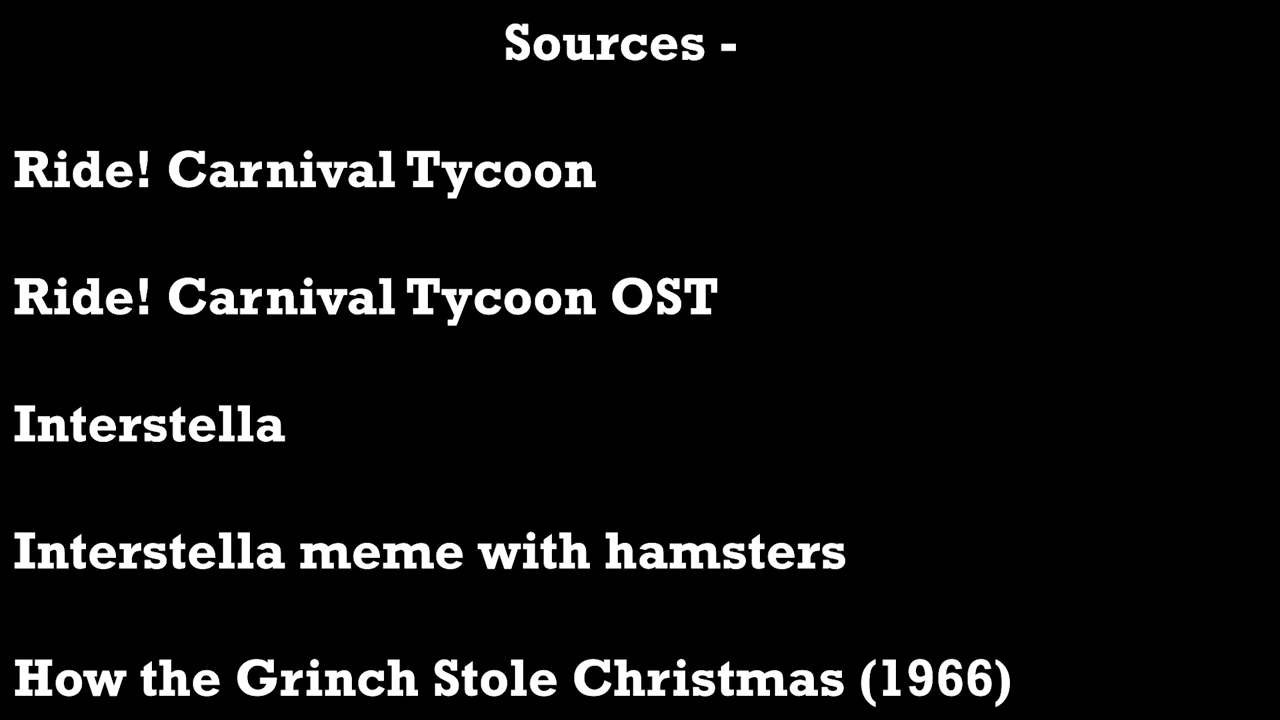 Sources -
Ride! Carnival Tycoon
Ride! Carnival Tycoon OST
Interstella
Interstella meme with hamsters
How the Grinch Stole Christmas (1966)